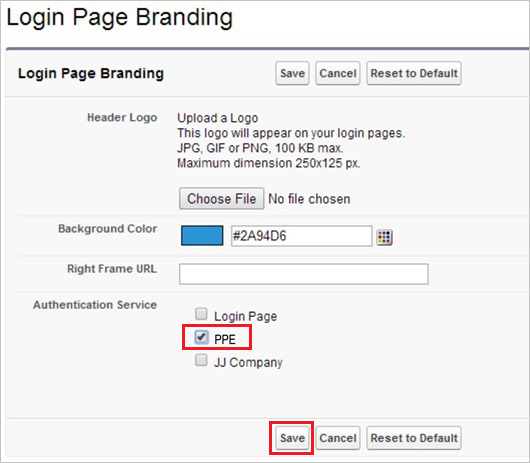 Login Page Branding
Login Page Branding Save Cancel Reset to Default
Header Logo Upload a Logo
This logo will appear on your login pages.
JPG, GIF or PNG, 100 KB max.
Maximum dimension 250x125 px.
Choose File No file chosen
Background Color #2A94D6
Right Frame URL
Authentication Service
Login Page
PPE
JJ Company
Save Cancel Reset to Default